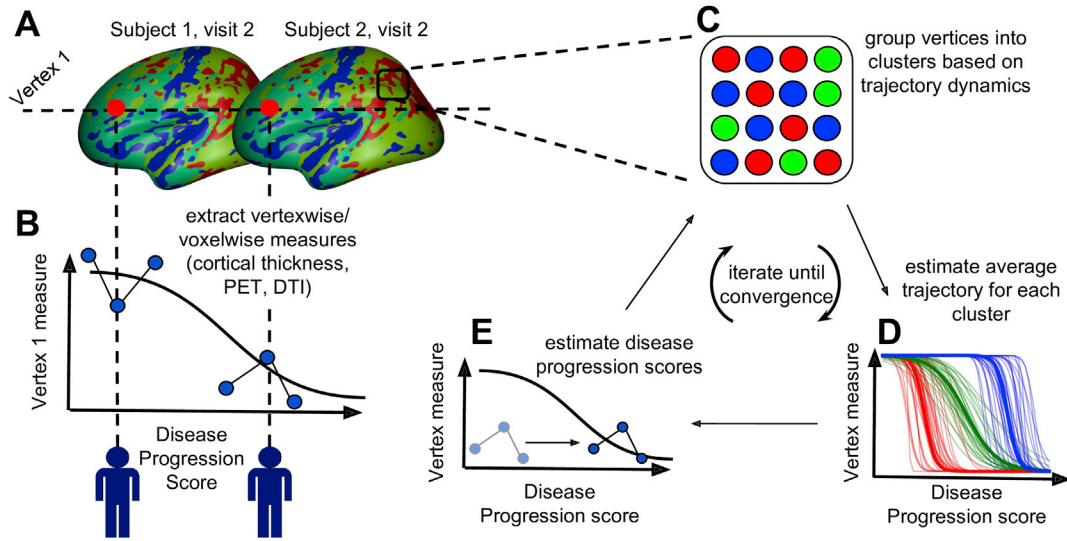 A
Subject 1, visit 2
Subject 2, visit 2
Vertex 1
C
group vertices into
clusters based on
trajectory dynamics
B
extract vertexwise/
voxelwise measures
(cortical thickness,
PET, DTI)
Vertex 1 measure
Disease
Progression
Score
iterate until
convergence
estimate average
trajectory for each
cluster
E
estimate disease
progression scores
Vertex measure
Disease
Progression score
D
Vertex measure
Disease
Progression score